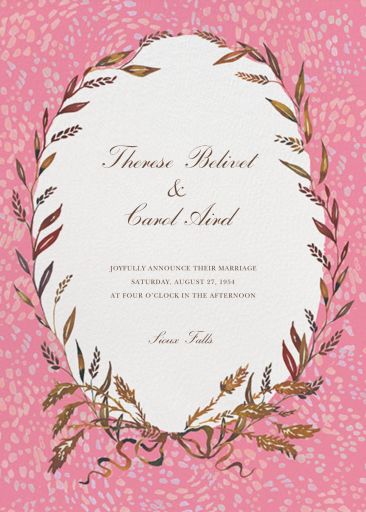 Therese Belivet
&
Carol Aird
JOYFULLY ANNOUNCE THEIR MARRIAGE
SATURDAY, AUGUST 27, 1954
AT FOUR O'CLOCK IN THE AFTERNOON
Sioux Falls